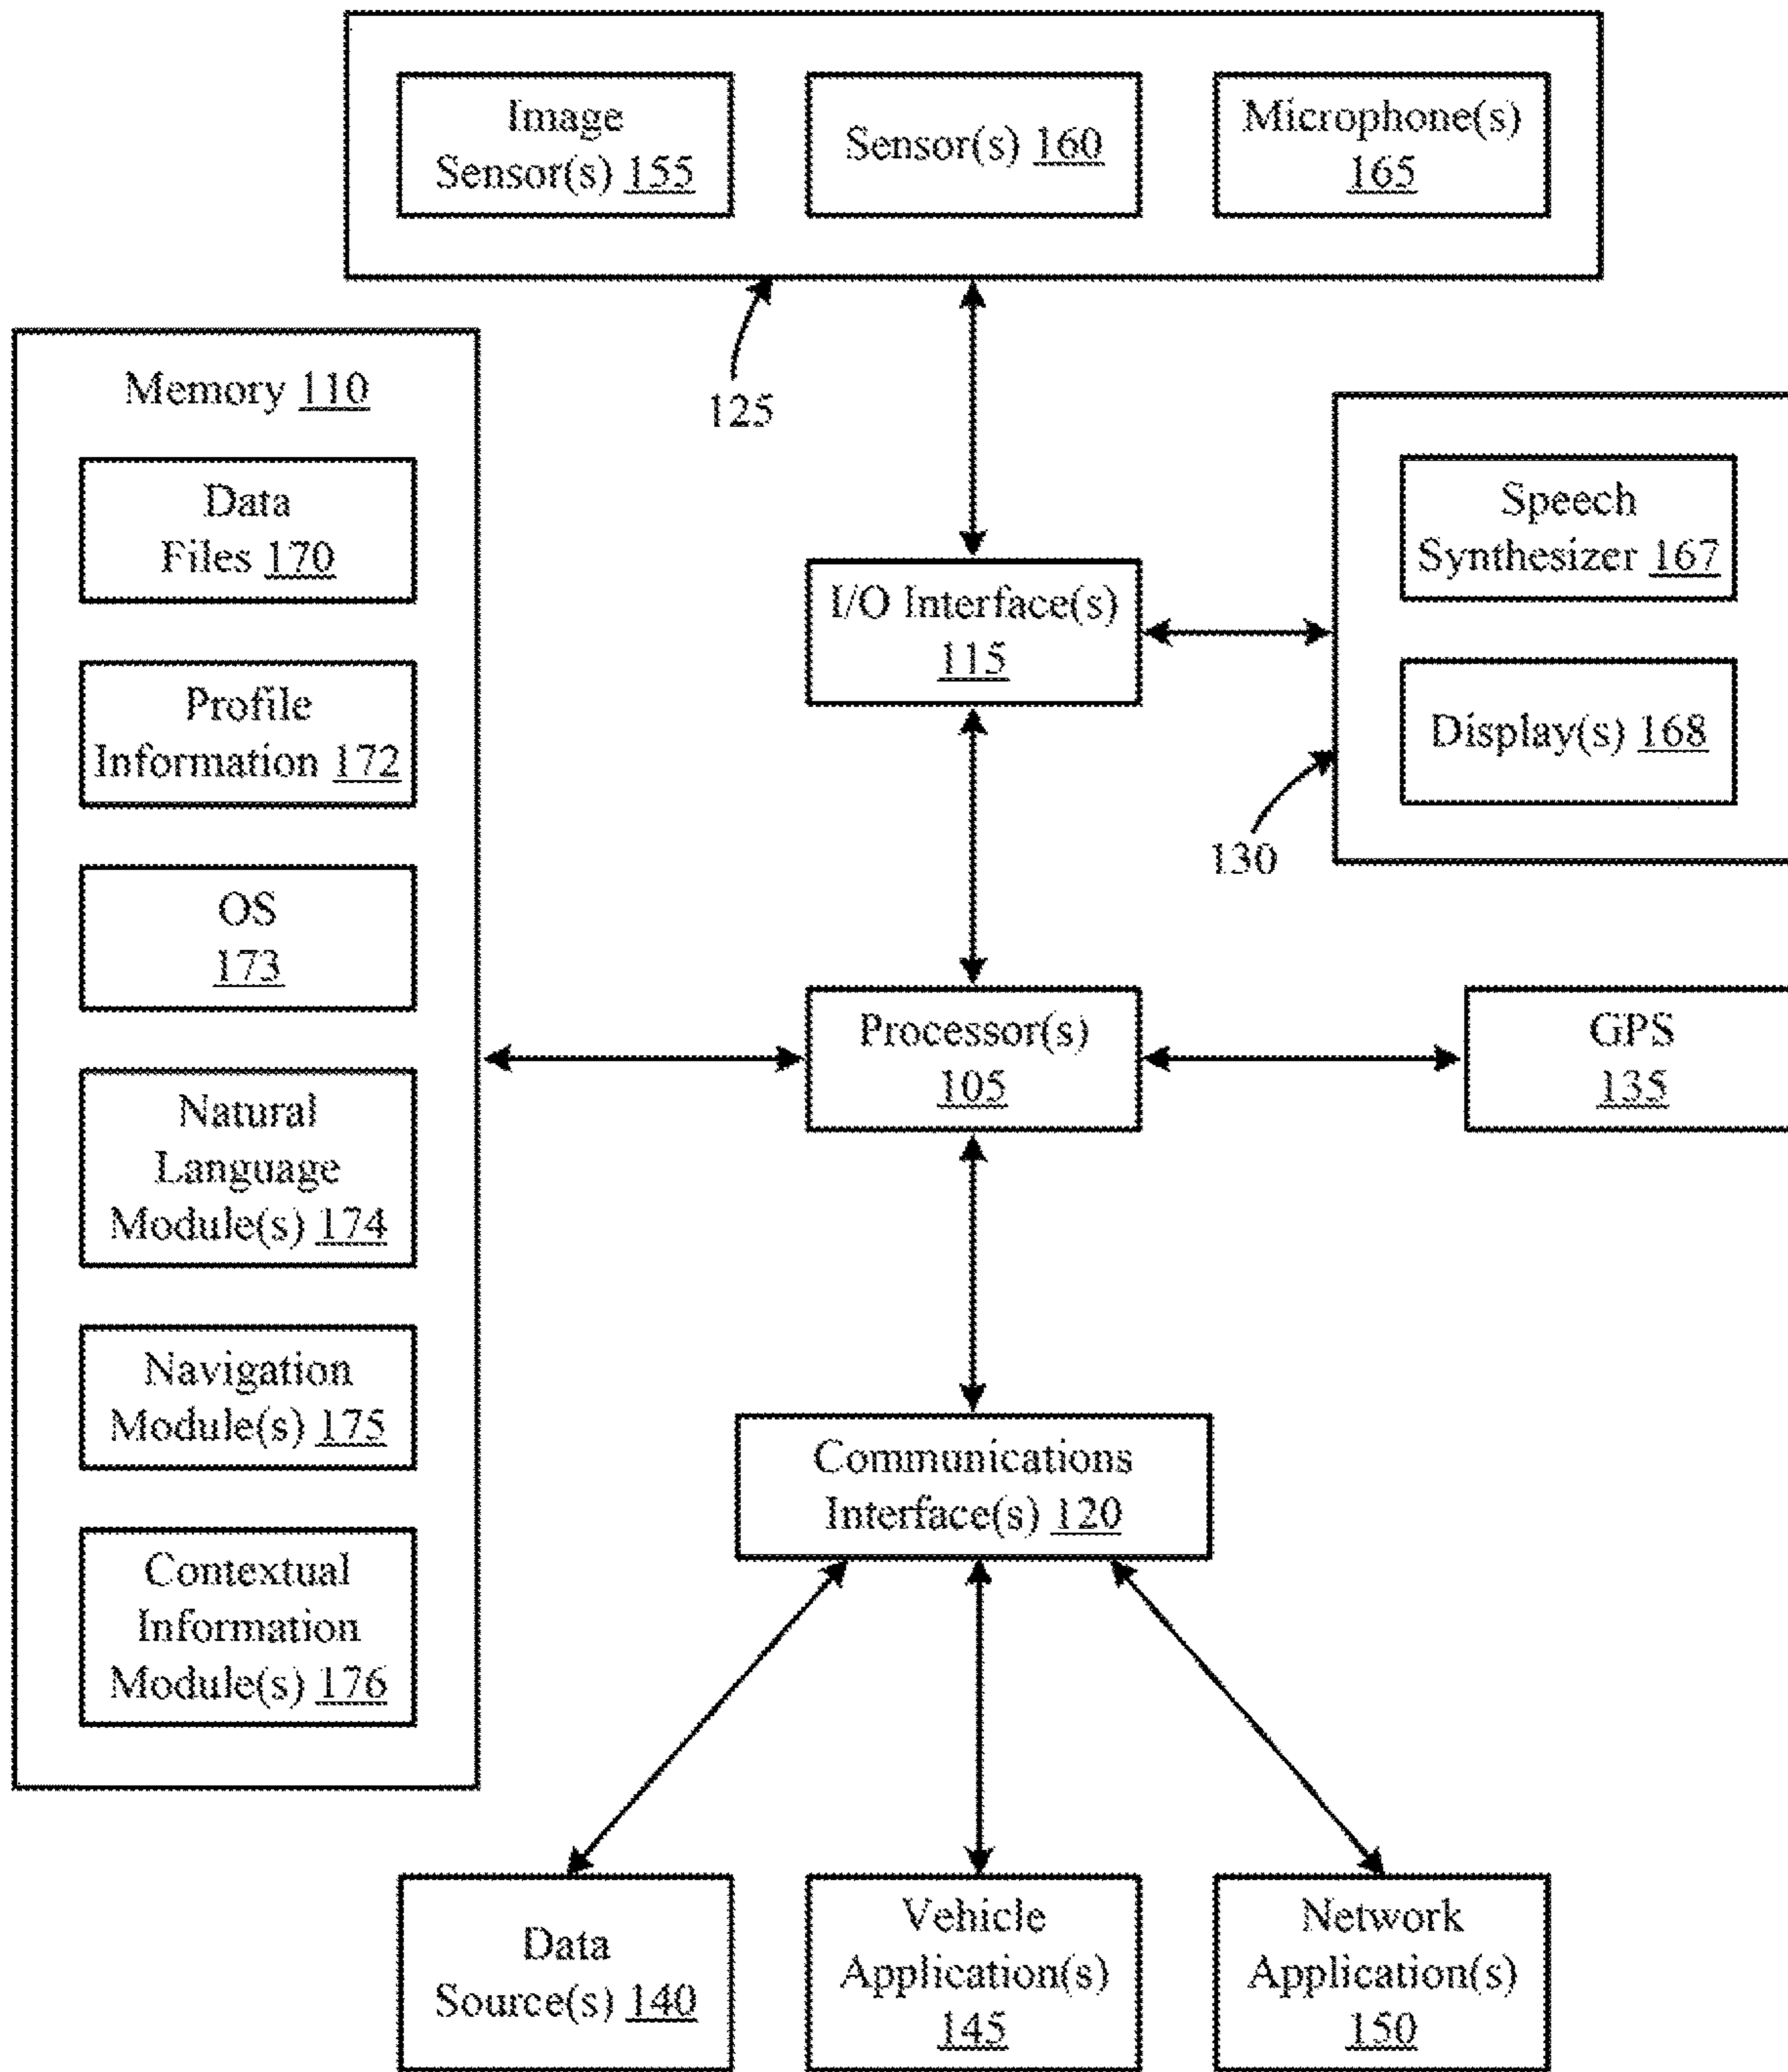 Image
Sensor(s) 155
Sensor(s) 160
Microphone(s)
165
125
Memory 110
Data
Files 170
Profile
Information 172
OS
173
Natural
Language
Module(s) 174
Navigation
Module(s) 175
Contextual
Information
Module(s) 176
I/O Interface(s)
115
Speech
Synthesizer 167
Display(s) 168
130
Processor(s)
105
GPS
135
Communications
Interface(s) 120
Data
Source(s) 140
Vehicle
Application(s)
145
Network
Application(s)
150